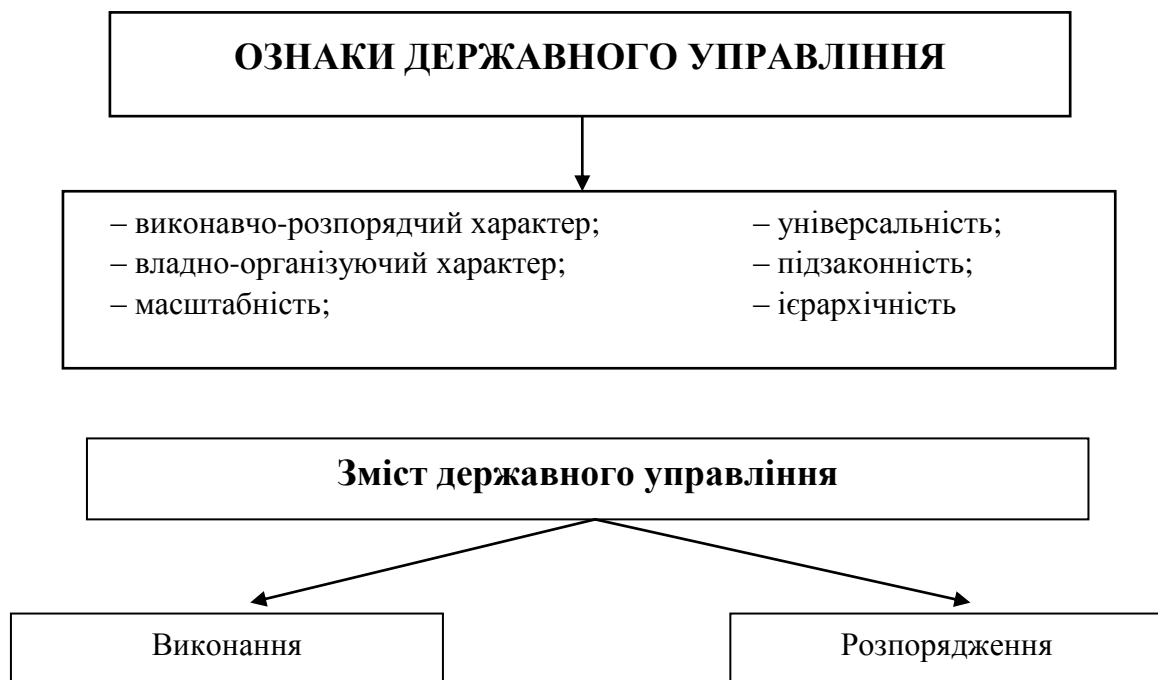 ОЗНАКИ ДЕРЖАВНОГО УПРАВЛІННЯ
– виконавчо-розпорядчий характер;
– владно-організуючий характер;
– масштабність;
– універсальність;
– підзаконність;
– ієрархічність
Зміст державного управління
Виконання
Розпорядження